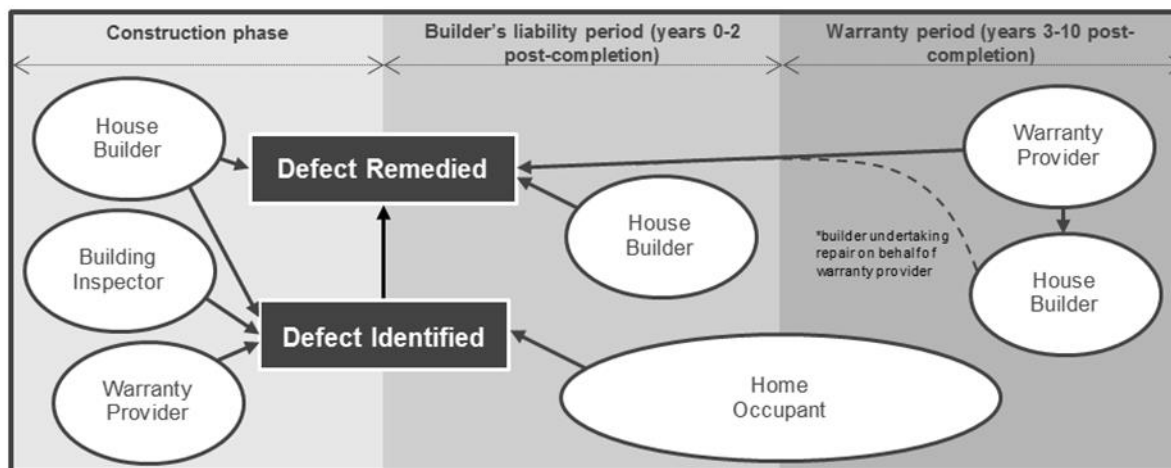 Construction phase
Builder's liability period (years 0-2
post-completion)
Warranty period (years 3-10 post-
completion)
House
Builder
Defect Remedied
Warranty
Provider
House
Builder
Building
Inspector
*builder undertaking
repair on behalf of
warranty provider
House
Builder
Defect Identified
Warranty
Provider
Home
Occupant